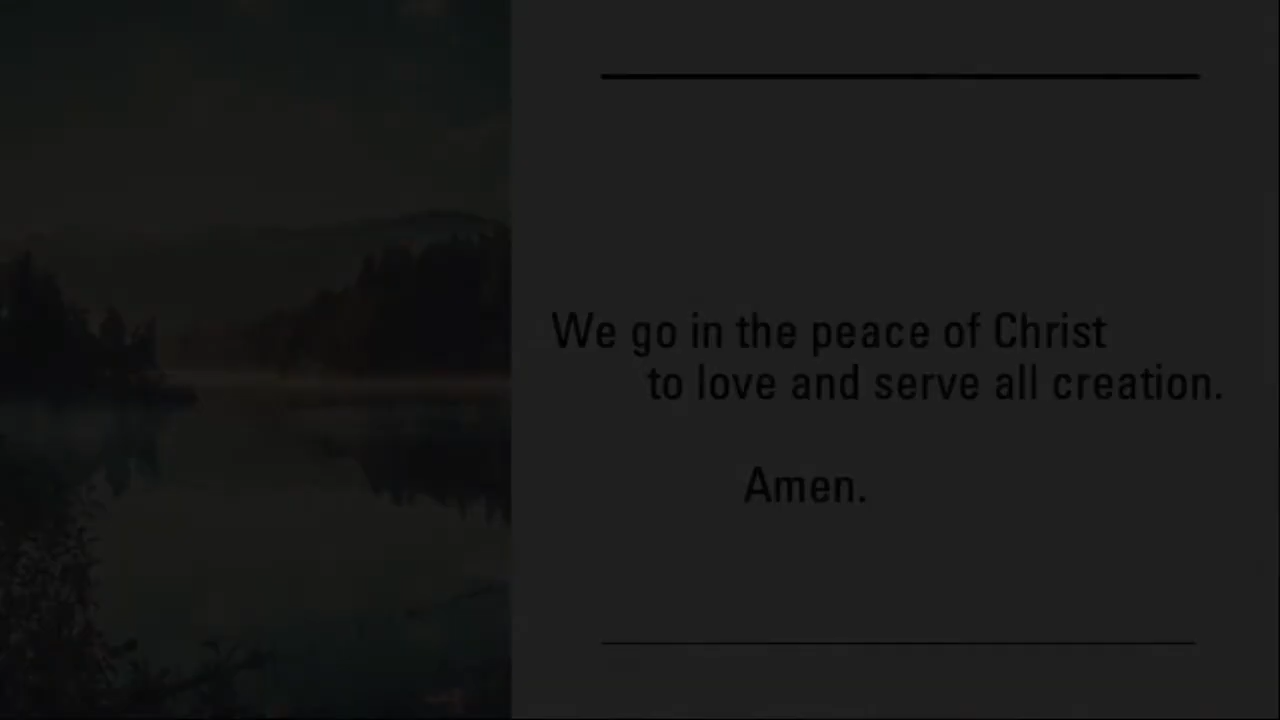 We go in the peace of Christ
to love and serve all creation.
Amen.